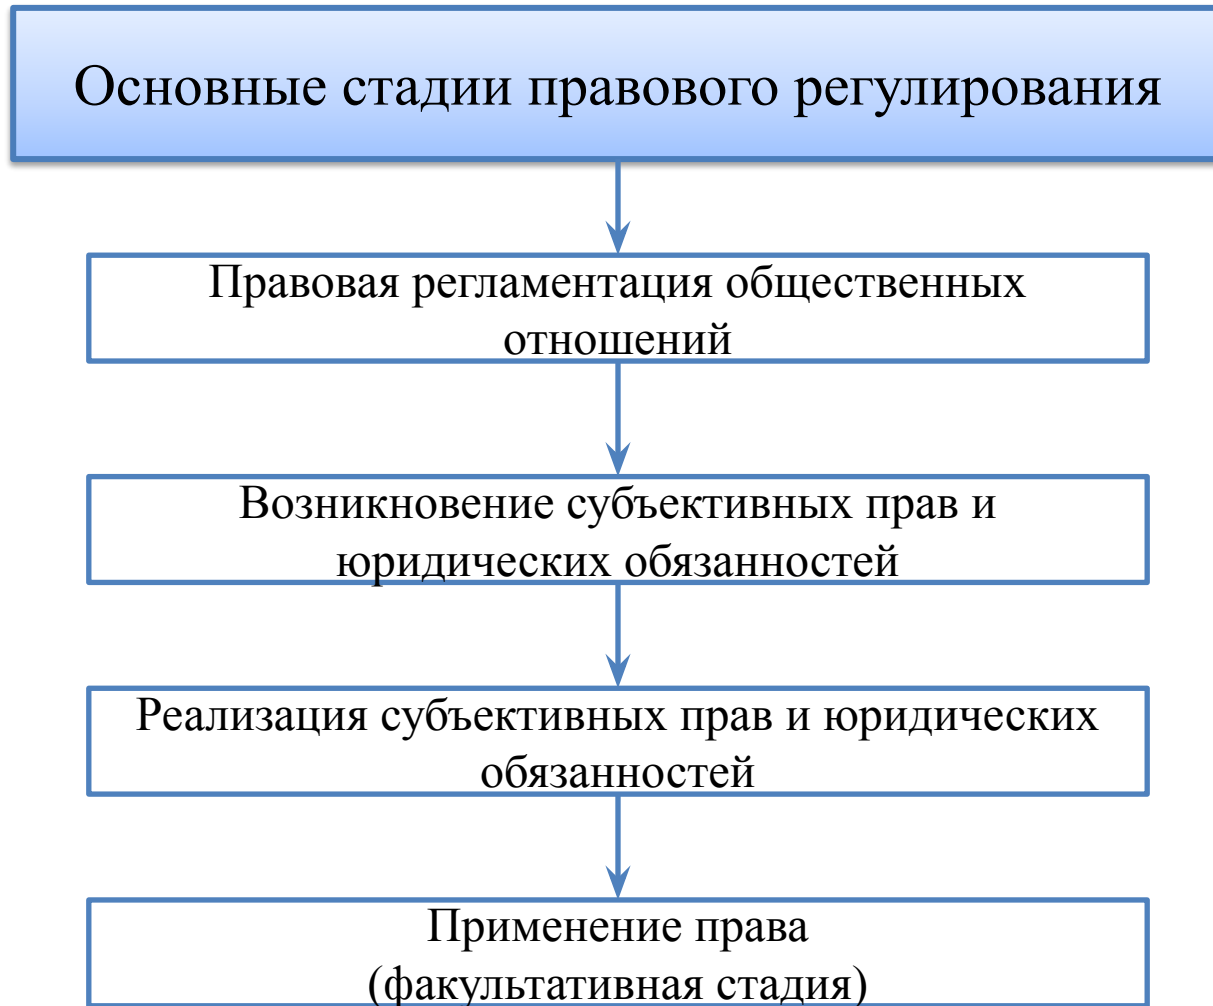 Основные стадии правового регулирования
Правовая регламентация общественных
отношений
Возникновение субъективных прав и
юридических обязанностей
Реализация субъективных прав и юридических
обязанностей
Применение права
(факультативная стадия)